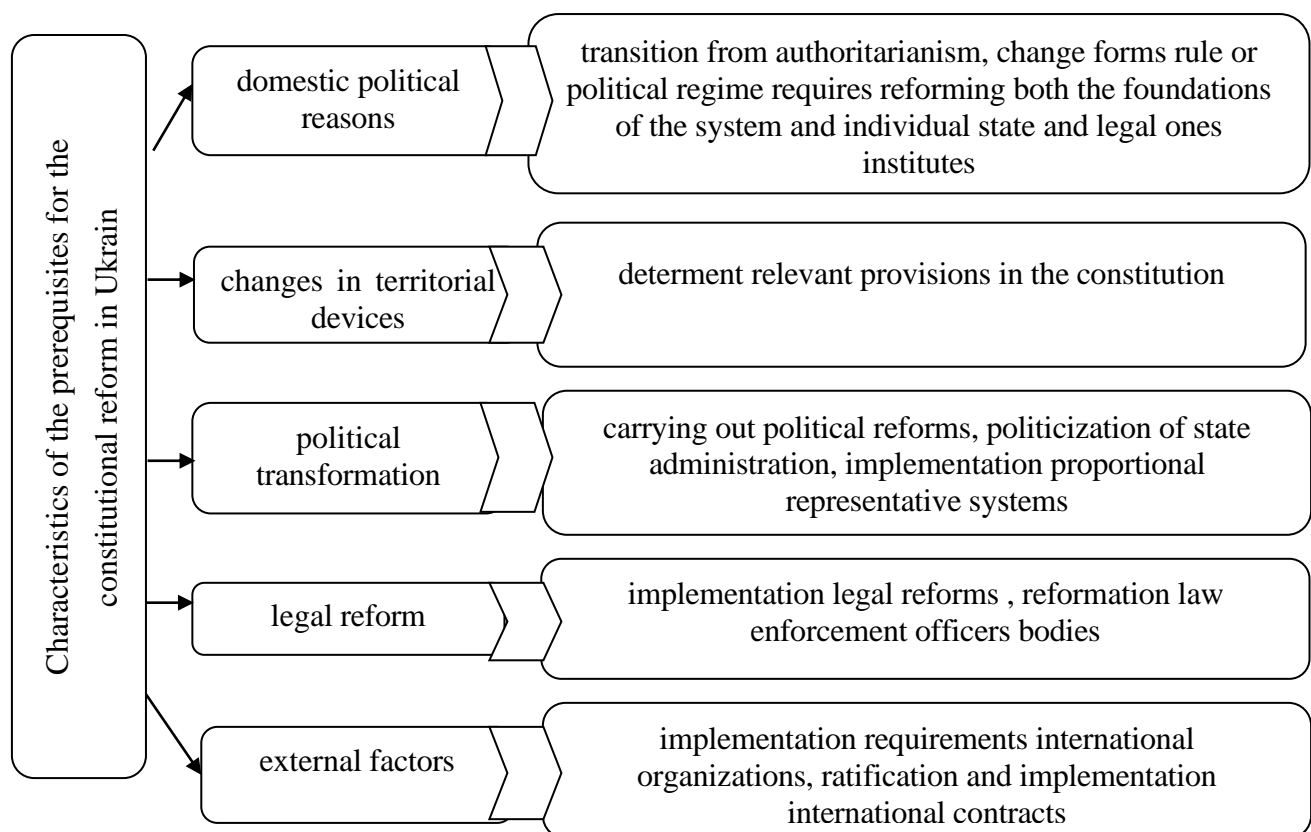 Characteristics of the prerequisites for the
constitutional reform in Ukrain
domestic political
reasons
transition from authoritarianism, change forms rule or
political regime requires reforming both the foundations
of the system and individual state and legal ones
institutes
changes in territorial
devices
determent relevant provisions in the constitution
political
transformation
carrying out political reforms, politicization of state
administration, implementation proportional
representative systems
legal reform
implementation legal reforms , reformation law
enforcement officers bodies
external factors
implementation requirements international
organizations, ratification and implementation
international contracts